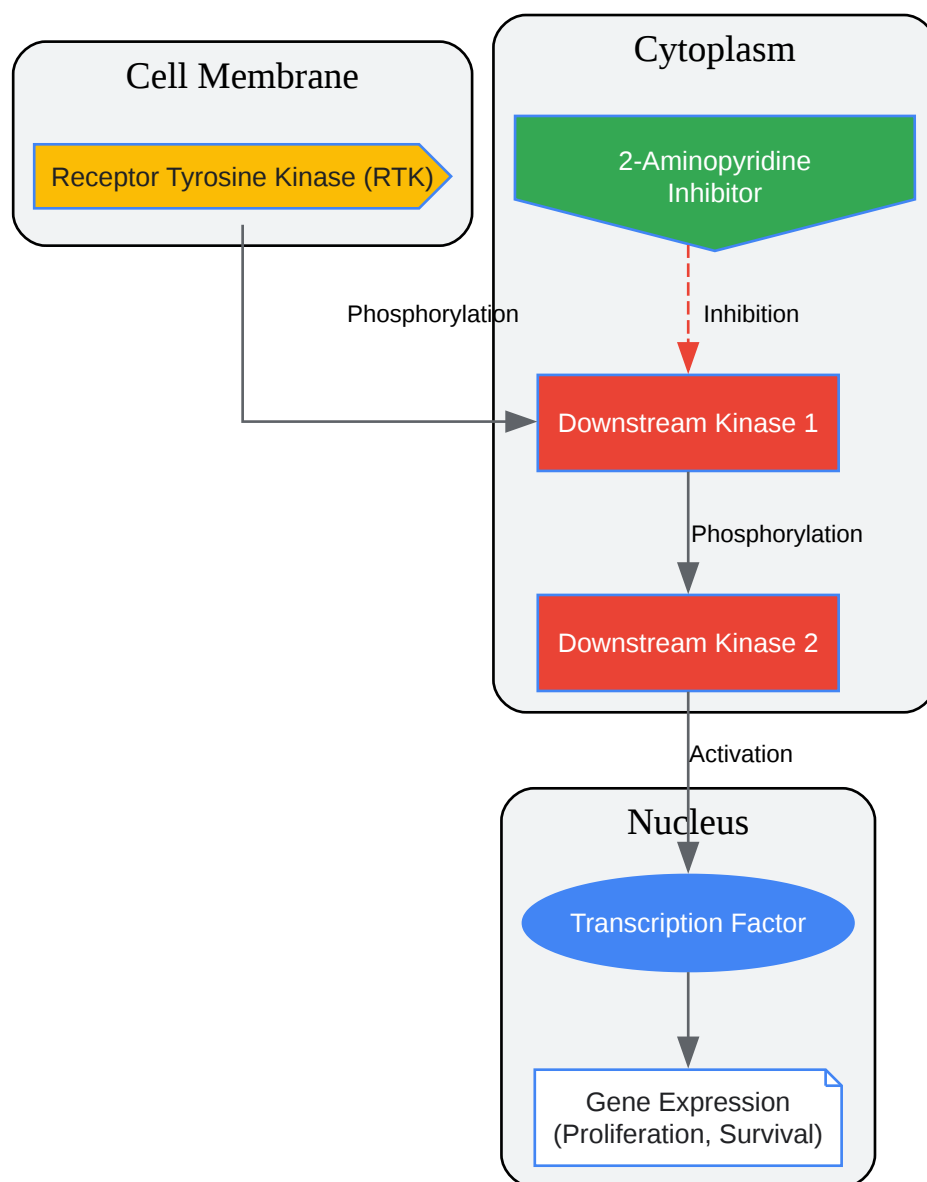 Cytoplasm
Cell Membrane
2-Aminopyridine
Inhibitor
Receptor Tyrosine Kinase (RTK)
Phosphorylation
Inhibition
Downstream Kinase 1
Phosphorylation
Downstream Kinase 2
Activation
Nucleus
Transcription Factor
Gene Expression
(Proliferation, Survival)